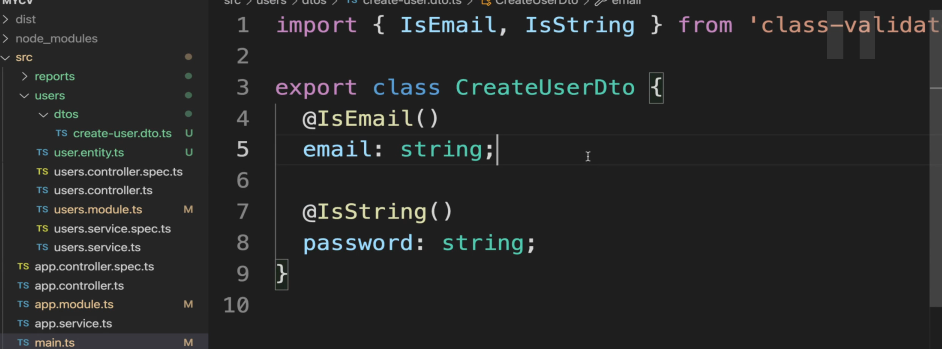 MYCV
dist
node_modules
src
reports
users
dtos
TS create-user.dto.ts U
TS user.entity.ts U
TS users.controller.spec.ts
TS users.controller.ts
TS users.module.ts M
TS users.service.spec.ts
TS users.service.ts
TS app.controller.spec.ts
TS app.controller.ts
TS app.module.ts M
TS app.service.ts
TS main.ts M
src > users > dtos > TS create-user.dto.ts > CreateUserDto > email
1 import { IsEmail, IsString } from 'class-validat
2
3 export class CreateUserDto {
4 @IsEmail()
5 email: string;
6
7 @IsString()
8 password: string;
9 }
10